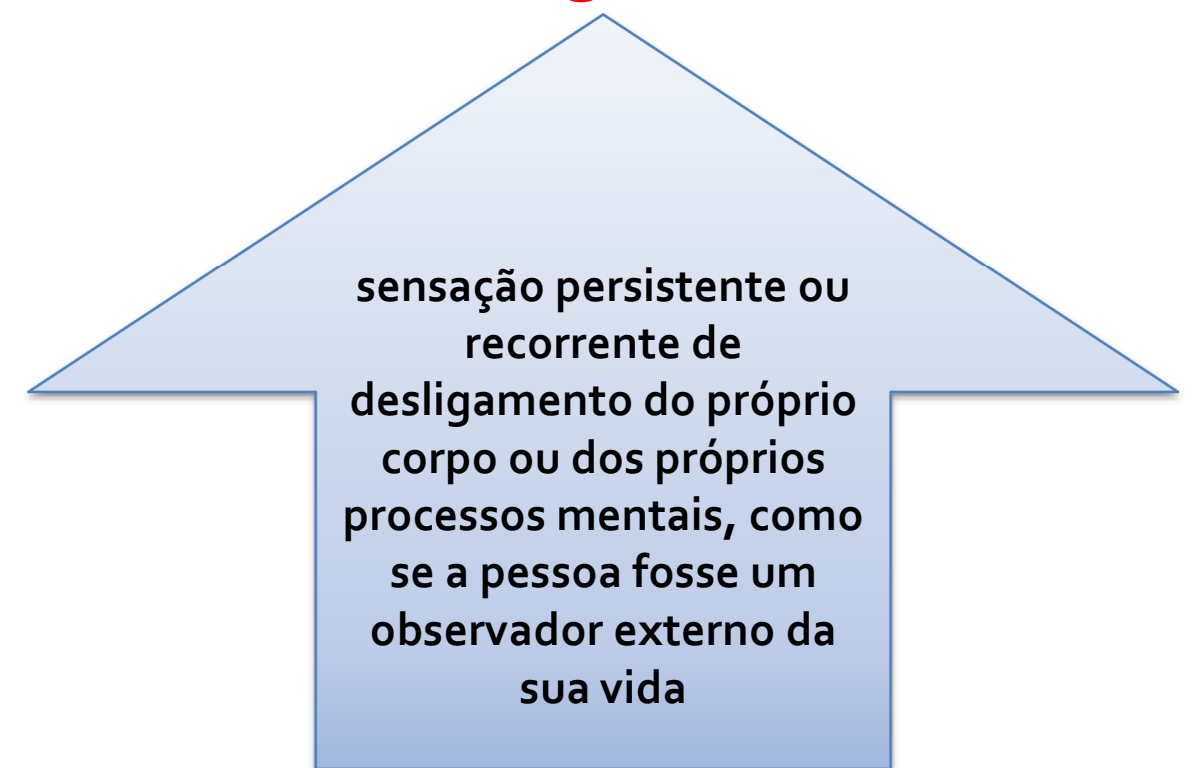 sensação persistente ou
recorrente de
desligamento do próprio
corpo ou dos próprios
processos mentais, como
se a pessoa fosse um
observador externo da
sua vida